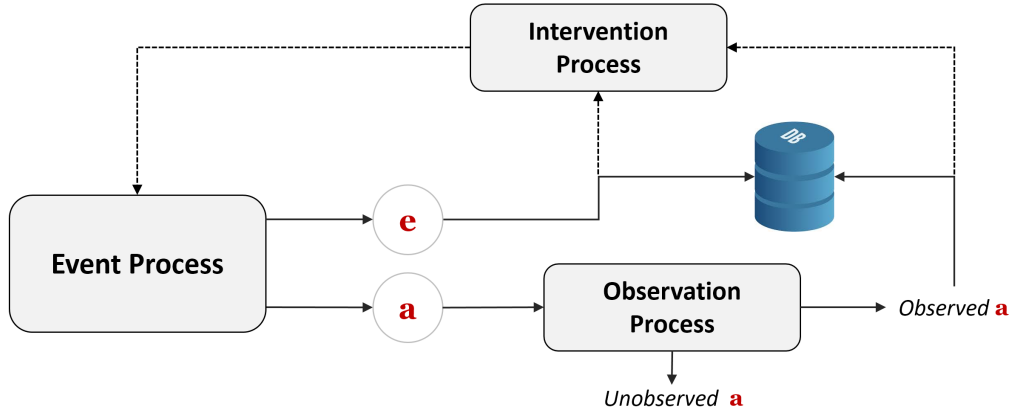 Intervention
Process
DB
Event Process
e
a
Observation
Process
Observed a
Unobserved a